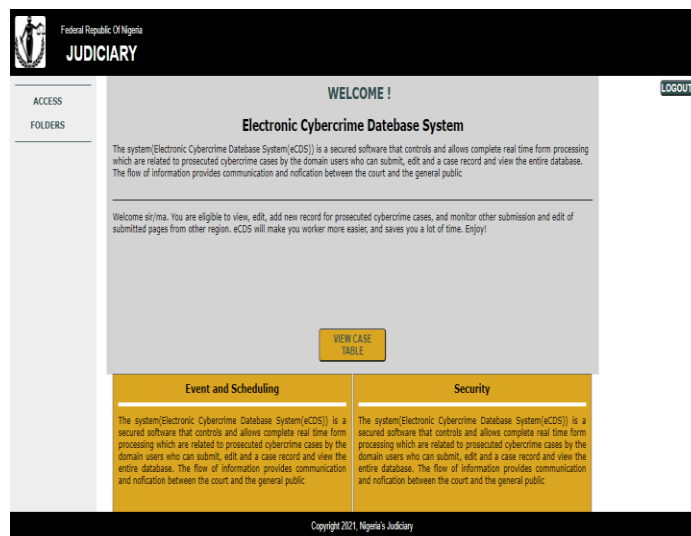 Federal Republic Of Nigeria
JUDICIARY
LOGOUT
ACCESS
FOLDERS
WELCOME !
Electronic Cybercrime Datebase System
The system(Electronic Cybercrime Datebase System(eCDS)) is a secured software that controls and allows complete real time form processing
which are related to prosecuted cybercrime cases by the domain users who can submit, edit and a case record and view the entire database.
The flow of information provides communication and nofication between the court and the general public
Welcome sir/ma. You are eligible to view, edit, add new record for prosecuted cybercrime cases, and monitor other submission and edit of
submitted pages from other region. eCDS will make you worker more easier, and saves you a lot of time. Enjoy!
VIEW CASE
TABLE
Event and Scheduling
The system(Electronic Cybercrime Datebase System(eCDS)) is a
secured software that controls and allows complete real time form
processing which are related to prosecuted cybercrime cases by the
domain users who can submit, edit and a case record and view the
entire database. The flow of information provides communication
and nofication between the court and the general public
Security
The system(Electronic Cybercrime Datebase System(eCDS)) is a
secured software that controls and allows complete real time form
processing which are related to prosecuted cybercrime cases by the
domain users who can submit, edit and a case record and view the
entire database. The flow of information provides communication
and nofication between the court and the general public
Copyright 2021, Nigeria's Judiciary